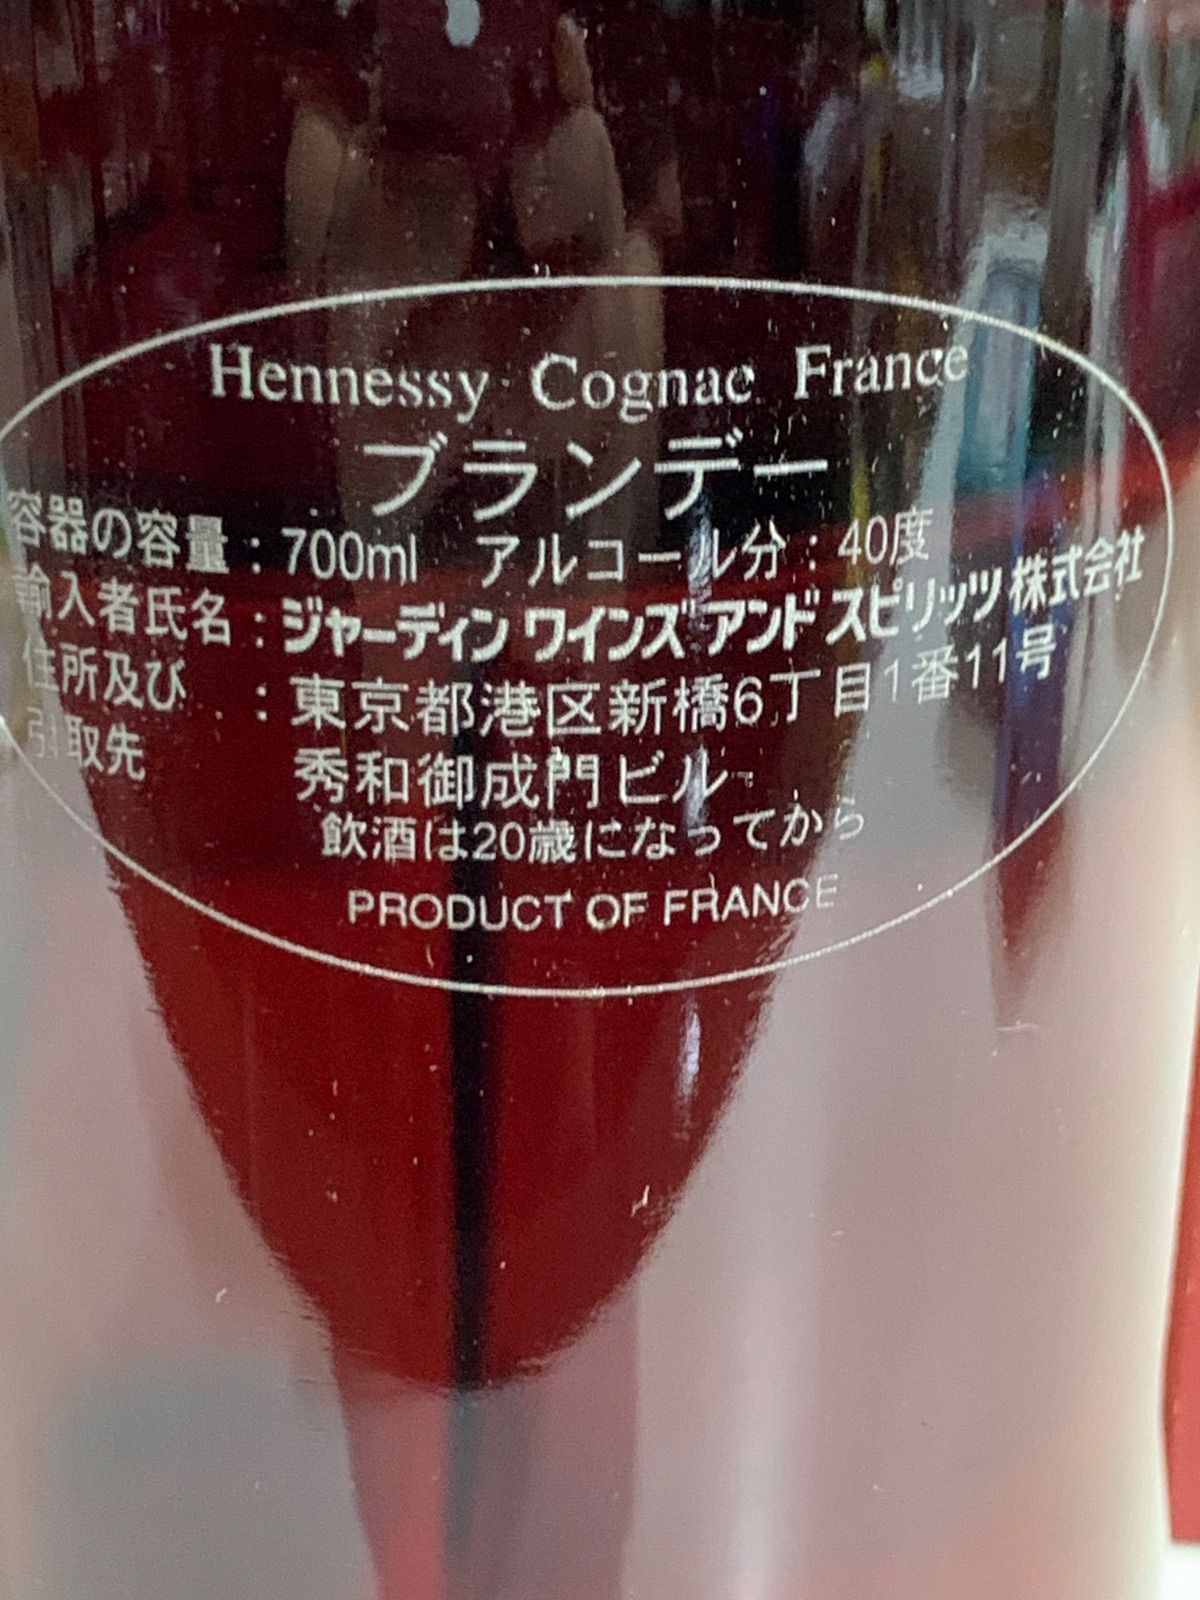 Hennessy Cognac France
ブランデー
容器の容量：700ml アルコール分：40度
輸入者氏名：ジャーディン ワインズ アンド スピリッツ 株式会社
住所及び ：東京都港区新橋6丁目1番11号
引取先 秀和御成門ビル
飲酒は20歳になってから
PRODUCT OF FRANCE